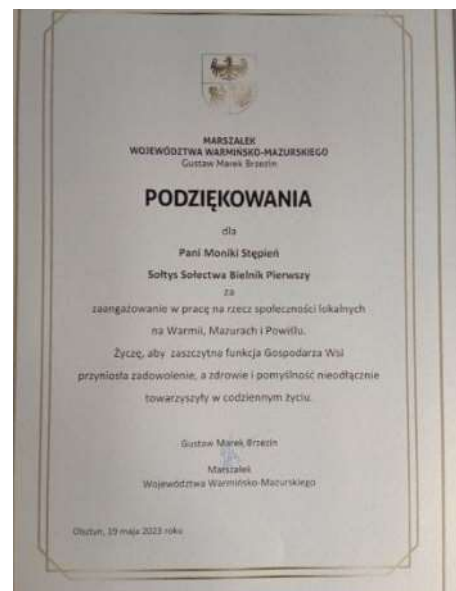 MARSZAŁEK
WOJEWÓDZTWA WARMIŃSKO-MAZURSKIEGO
Gustaw Marek Brzezin
PODZIĘKOWANIA
dla
Pani Moniki Stępień
Sołtys Sołectwa Bielnik Pierwszy
za
zaangażowanie w pracę na rzecz społeczności lokalnych
na Warmii, Mazurach i Powiślu.
Życzę, aby zaszczytna funkcja Gospodarza Wsi
przyniosła zadowolenie, a zdrowie i pomyślność nieodłącznie
towarzyszyły w codziennym życiu.
Gustaw Marek Brzezin
Marszałek
Województwa Warmińsko-Mazurskiego
Olsztyn, 19 maja 2023 roku